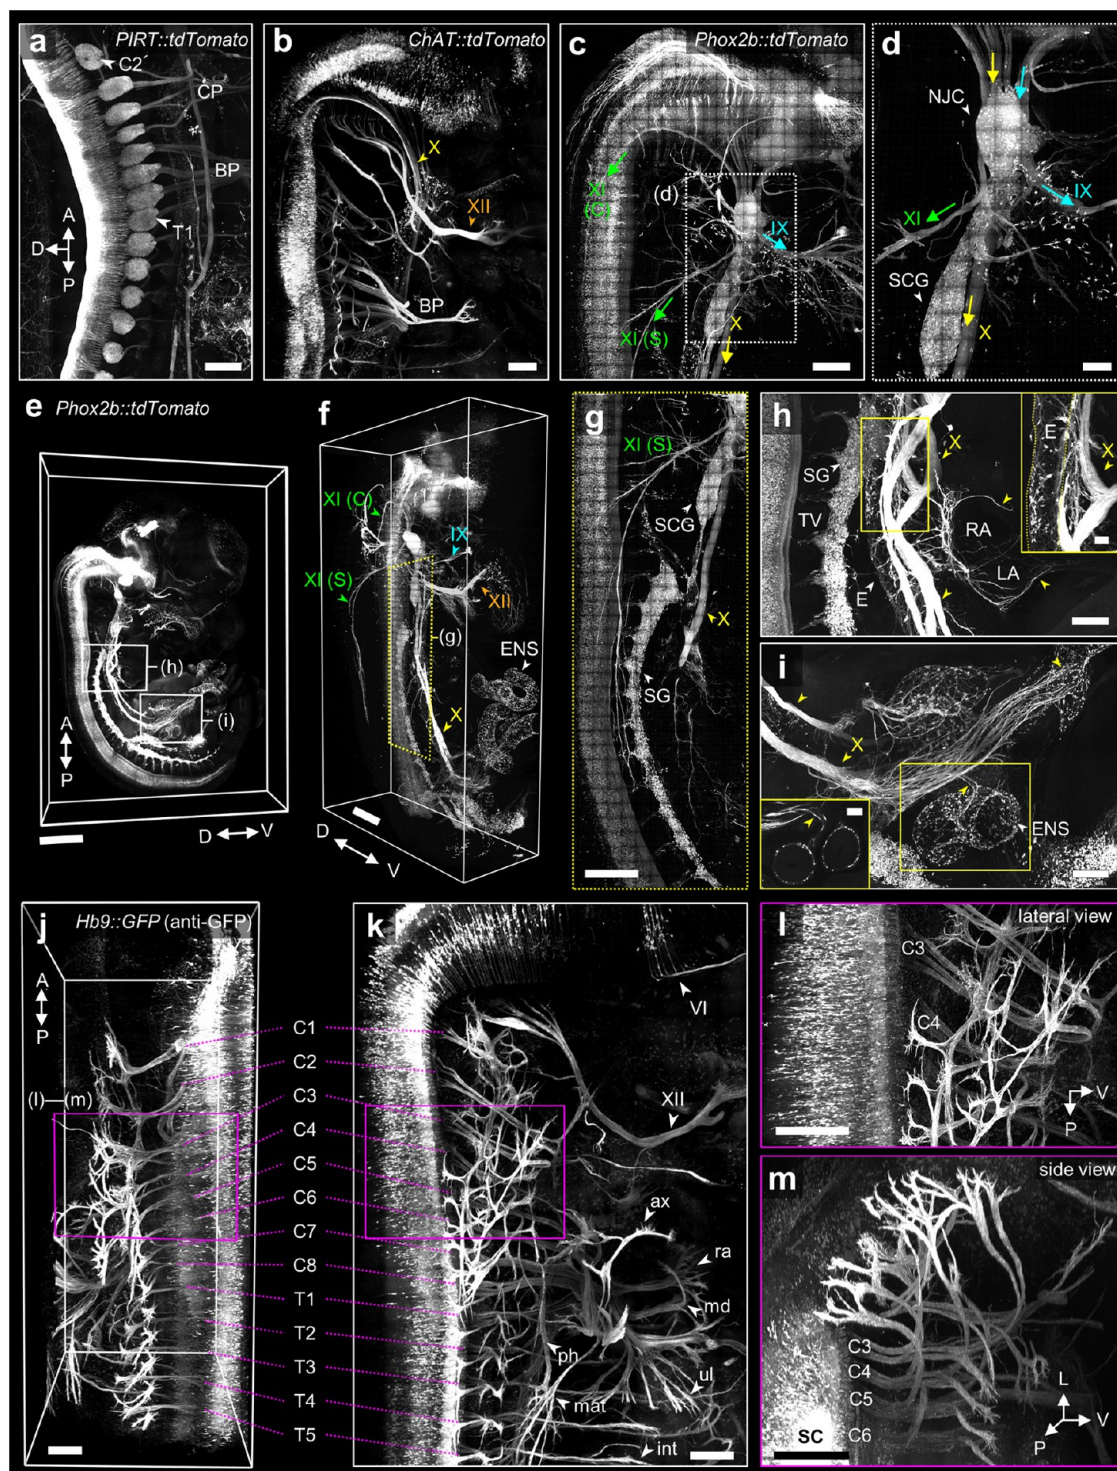 a
PIRT::tdTomato
C2´
CP
BP
T1
A
D
P
b
ChAT::tdTomato
X
XII
BP
c
Phox2b::tdTomato
XI
(C)
(d)
IX
XI (S)
X
d
NJC
IX
XI
SCG
X
e
Phox2b::tdTomato
(h)
(i)
A
P
D
V
f
XI (C)
IX
XI (S)
XII
(g)
ENS
X
D
V
g
XI (S)
SCG
X
SG
h
SG
TV
E
X
RA
LA
E
X
i
X
ENS
j
Hb9::GFP (anti-GFP)
A
P
(l)
(m)
C1
C2
C3
C4
C5
C6
C7
C8
T1
T2
T3
T4
T5
k
VI
XII
ax
ra
md
ph
ul
mat
int
l
lateral view
C3
C4
V
P
m
side view
C3
C4
C5
C6
SC
L
V
P